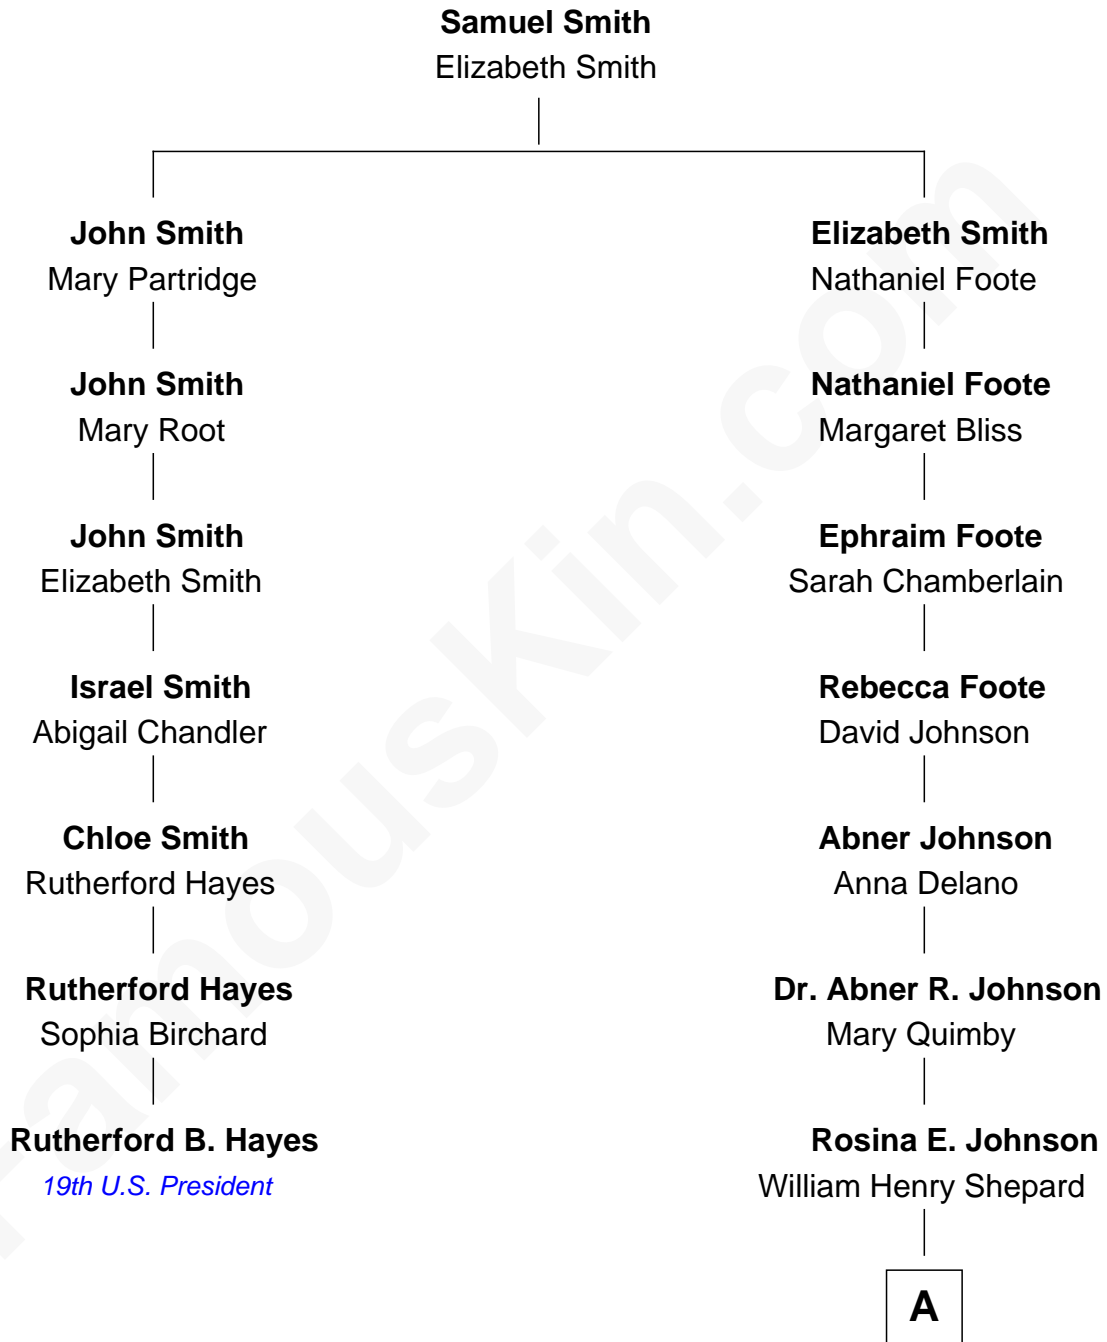 Samuel Smith
Elizabeth Smith
John Smith
Mary Partridge
Elizabeth Smith
Nathaniel Foote
John Smith
Mary Root
Nathaniel Foote
Margaret Bliss
John Smith
Elizabeth Smith
Ephraim Foote
Sarah Chamberlain
Israel Smith
Abigail Chandler
Rebecca Foote
David Johnson
Chloe Smith
Rutherford Hayes
Abner Johnson
Anna Delano
Rutherford Hayes
Sophia Birchard
Dr. Abner R. Johnson
Mary Quimby
Rutherford B. Hayes
19th U.S. President
Rosina E. Johnson
William Henry Shepard
A
FamousKin.com